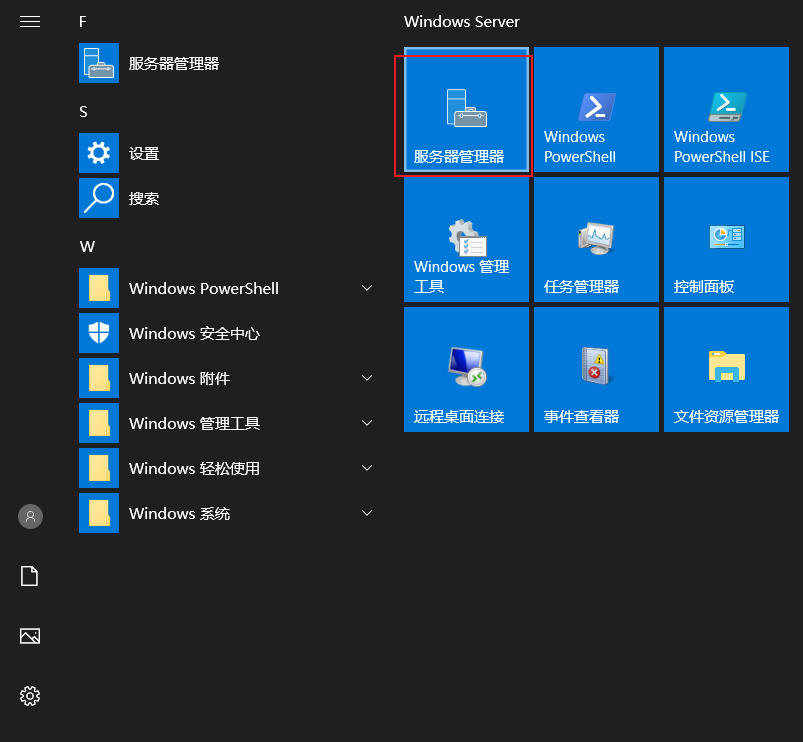 F
服务器管理器
S
设置
搜索
W
Windows PowerShell
Windows 安全中心
Windows 附件
Windows 管理工具
Windows 轻松使用
Windows 系统
Windows Server
服务器管理器
Windows
PowerShell
Windows
PowerShell ISE
Windows 管理
工具
任务管理器
控制面板
远程桌面连接
事件查看器
文件资源管理器